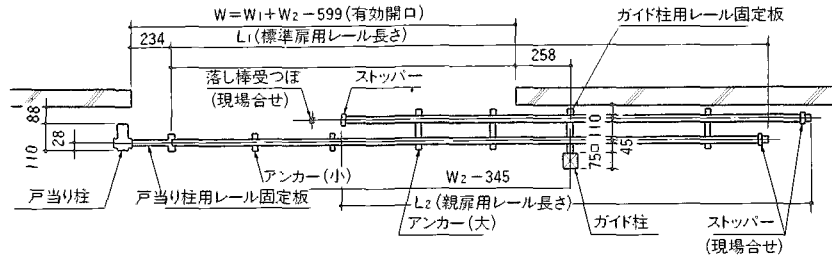 W=W1+W2-599(有効開口)
ガイド柱用レール固定板
234
L1(標準扉用レール長さ)
258
落し棒受つぼ
(現場合せ)
ストッパー
88
28
110
110
75□
45
戸当り柱
戸当り柱用レール固定板
アンカー(小)
W2-345
L2(親扉用レール長さ)
アンカー(大)
ガイド柱
ストッパー
(現場合せ)